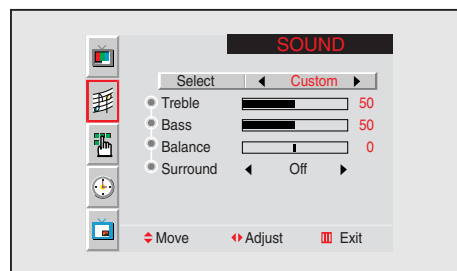 SOUND
Select Custom
Treble 50
Bass 50
Balance 0
Surround Off
Move Adjust Exit